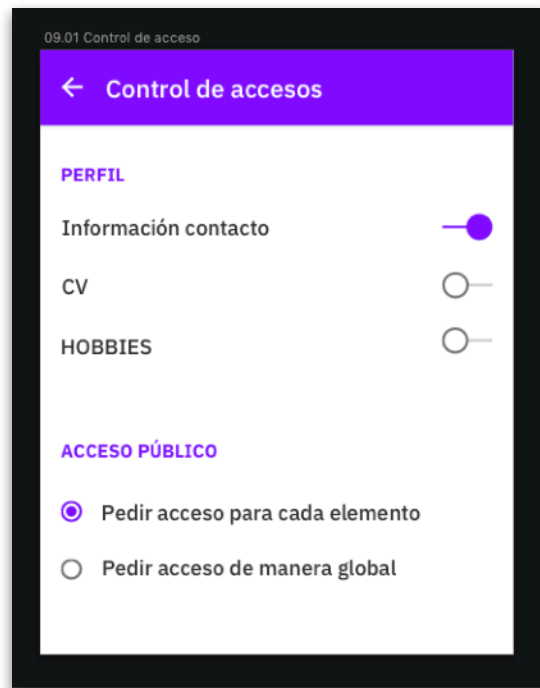 09.01 Control de acceso
Control de accesos
PERFIL
Información contacto
CV
HOBBIES
ACCESO PÚBLICO
Pedir acceso para cada elemento
Pedir acceso de manera global